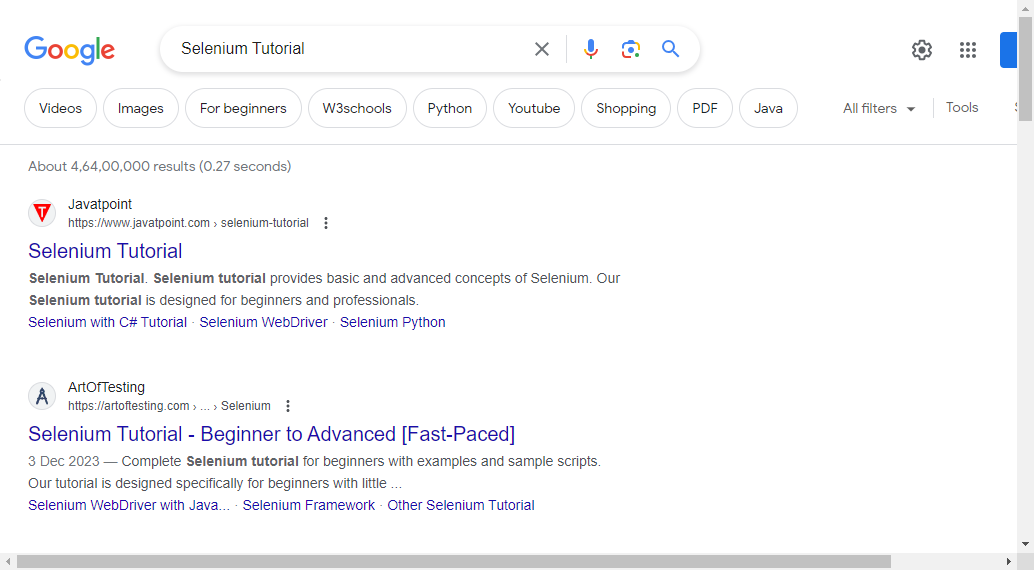 Google
Selenium Tutorial
Videos Images For beginners W3schools Python Youtube Shopping PDF Java All filters Tools
About 4,64,00,000 results (0.27 seconds)
Javatpoint
https://www.javatpoint.com › selenium-tutorial
Selenium Tutorial
Selenium Tutorial. Selenium tutorial provides basic and advanced concepts of Selenium. Our
Selenium tutorial is designed for beginners and professionals.
Selenium with C# Tutorial · Selenium WebDriver · Selenium Python
ArtOfTesting
https://artoftesting.com › ... › Selenium
Selenium Tutorial - Beginner to Advanced [Fast-Paced]
3 Dec 2023 — Complete Selenium tutorial for beginners with examples and sample scripts.
Our tutorial is designed specifically for beginners with little ...
Selenium WebDriver with Java... · Selenium Framework · Other Selenium Tutorial